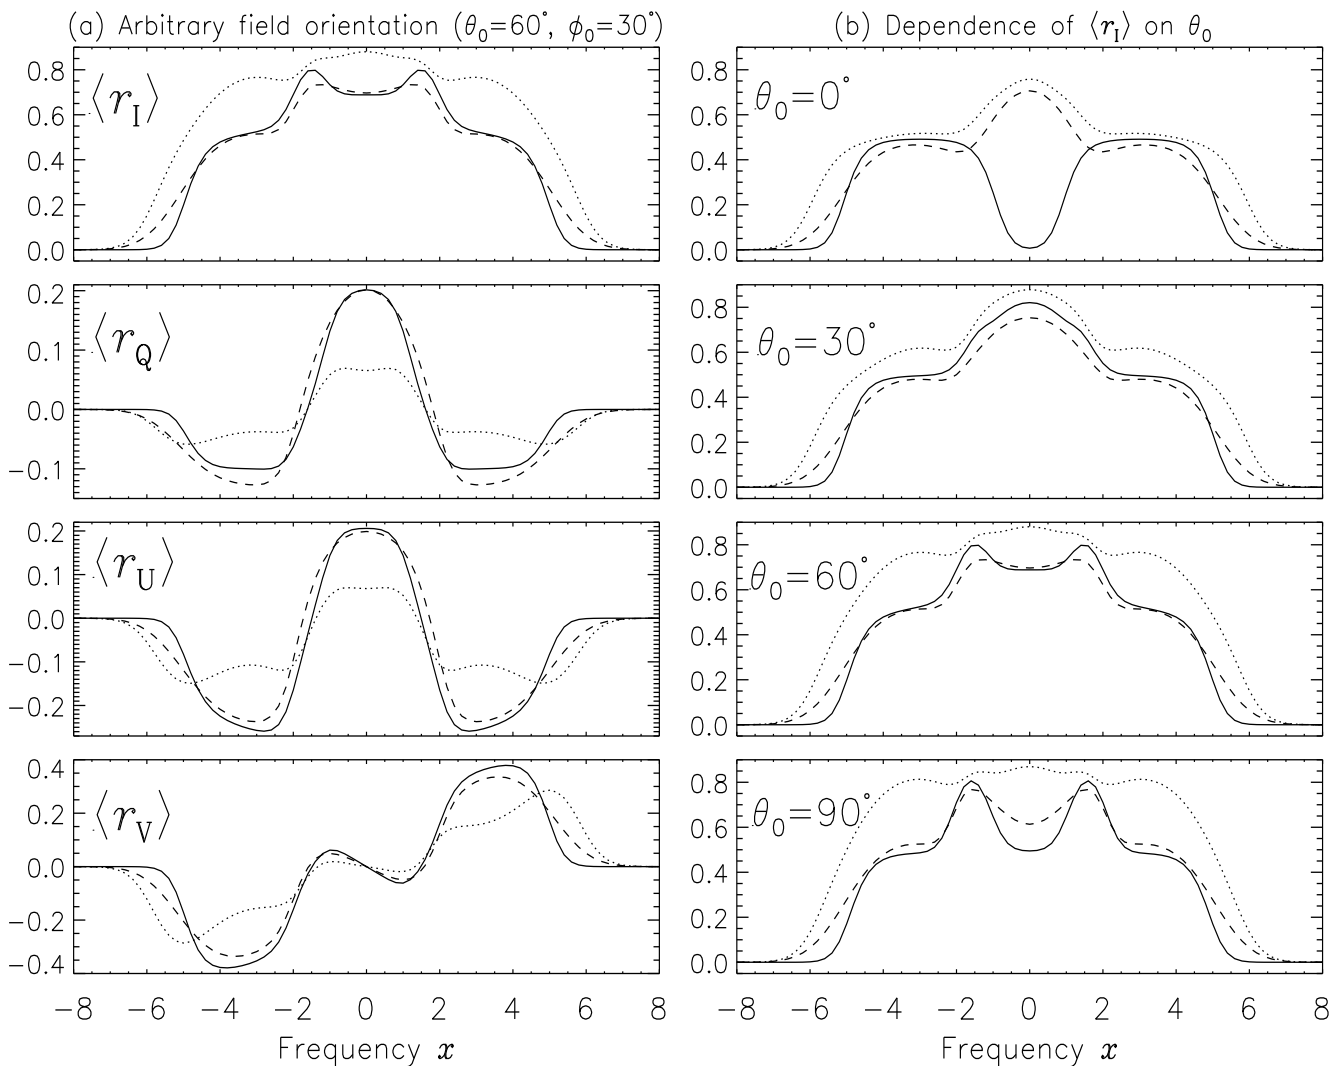 (a) Arbitrary field orientation (θ₀=60°, ϕ₀=30°)
0.8
0.6
0.4
0.2
0.0
⟨r_I⟩
0.2
0.1
0.0
−0.1
⟨r_Q⟩
0.2
0.1
0.0
−0.1
−0.2
⟨r_U⟩
0.4
0.2
0.0
−0.2
−0.4
⟨r_V⟩
−8 −6 −4 −2 0 2 4 6 8
Frequency x
(b) Dependence of ⟨r_I⟩ on θ₀
0.8
0.6
0.4
0.2
0.0
θ₀=0°
0.8
0.6
0.4
0.2
0.0
θ₀=30°
0.8
0.6
0.4
0.2
0.0
θ₀=60°
0.8
0.6
0.4
0.2
0.0
θ₀=90°
−8 −6 −4 −2 0 2 4 6 8
Frequency x